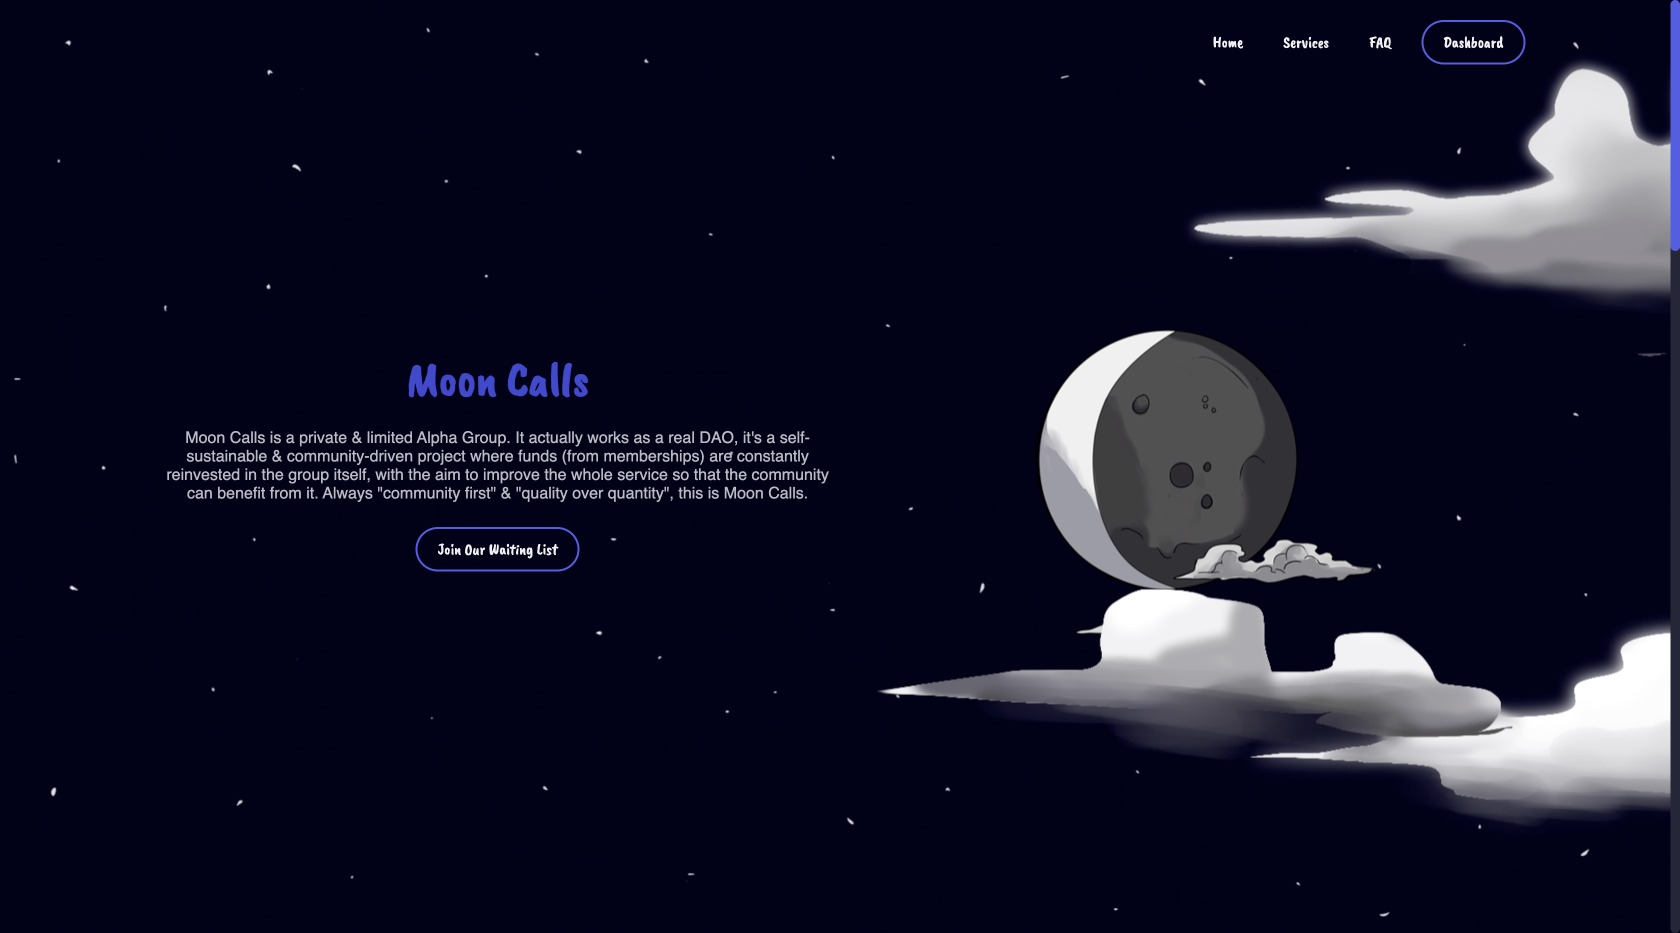 Home
Services
FAQ
Dashboard
Moon Calls
Moon Calls is a private & limited Alpha Group. It actually works as a real DAO, it's a self-
sustainable & community-driven project where funds (from memberships) are constantly
reinvested in the group itself, with the aim to improve the whole service so that the community
can benefit from it. Always "community first" & "quality over quantity", this is Moon Calls.
Join Our Waiting List